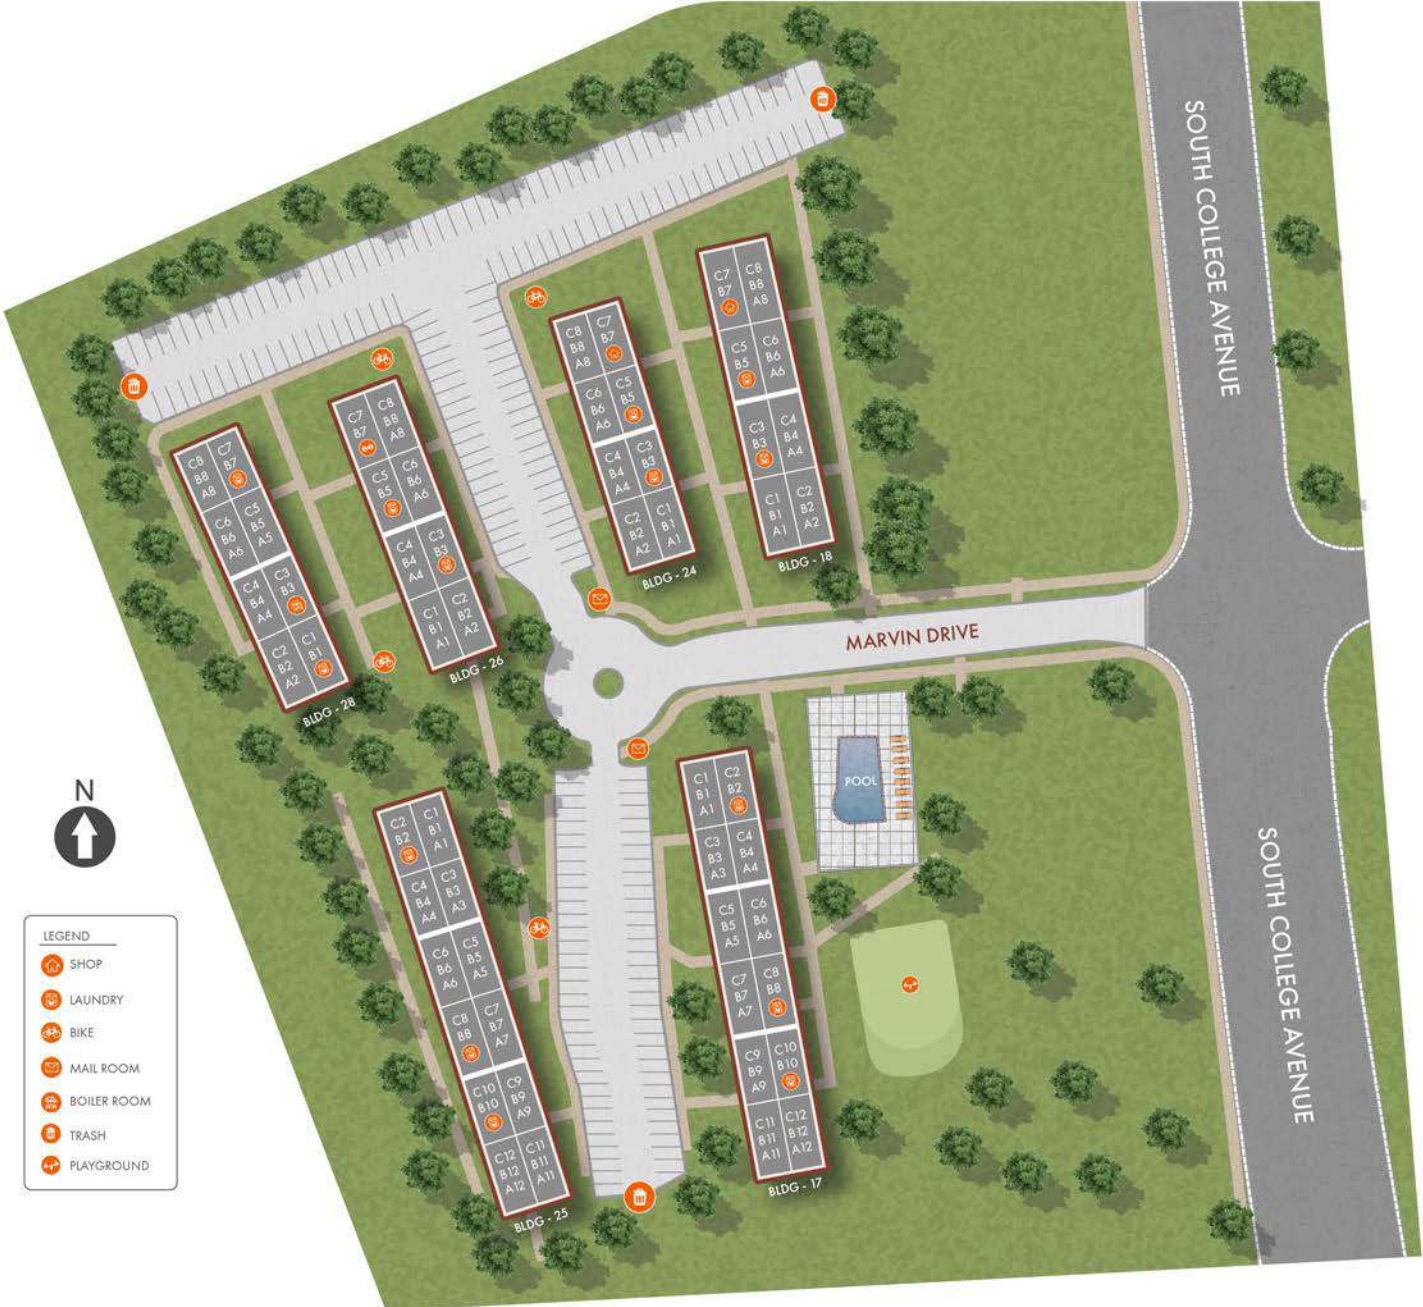 SOUTH COLLEGE AVENUE
C7
B7
C8
B8
A8
C5
B5
C6
B6
A6
C3
B3
C4
B4
A4
C1
B1
A1
C2
B2
A2
BLDG - 18
C8
B8
A8
C7
B7
C6
B6
A6
C5
B5
C4
B4
A4
C3
B3
C2
B2
A2
C1
B1
A1
BLDG - 24
C7
B7
C8
B8
A8
C5
B5
C6
B6
A6
C4
B4
A4
C3
B3
C1
B1
A1
C2
B2
A2
BLDG - 26
C8
B8
A8
C7
B7
C6
B6
A6
C5
B5
A5
C4
B4
A4
C3
B3
C2
B2
A2
C1
B1
BLDG - 28
MARVIN DRIVE
POOL
C1
B1
A1
C2
B2
C3
B3
A3
C4
B4
A4
C5
B5
A5
C6
B6
A6
C7
B7
A7
C8
B8
C9
B9
A9
C10
B10
C11
B11
A11
C12
B12
A12
BLDG - 17
C2
B2
C1
B1
A1
C4
B4
A4
C3
B3
A3
C6
B6
A6
C5
B5
A5
C8
B8
C7
B7
A7
C10
B10
C9
B9
A9
C12
B12
A12
C11
B11
A11
BLDG - 25
SOUTH COLLEGE AVENUE
N
LEGEND
SHOP
LAUNDRY
BIKE
MAIL ROOM
BOILER ROOM
TRASH
PLAYGROUND